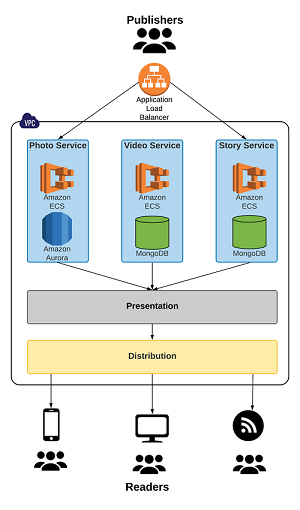 Publishers
Application
Load
Balancer
VPC
Photo Service
Video Service
Story Service
Amazon
ECS
Amazon
ECS
Amazon
ECS
Amazon
Aurora
MongoDB
MongoDB
Presentation
Distribution
Readers